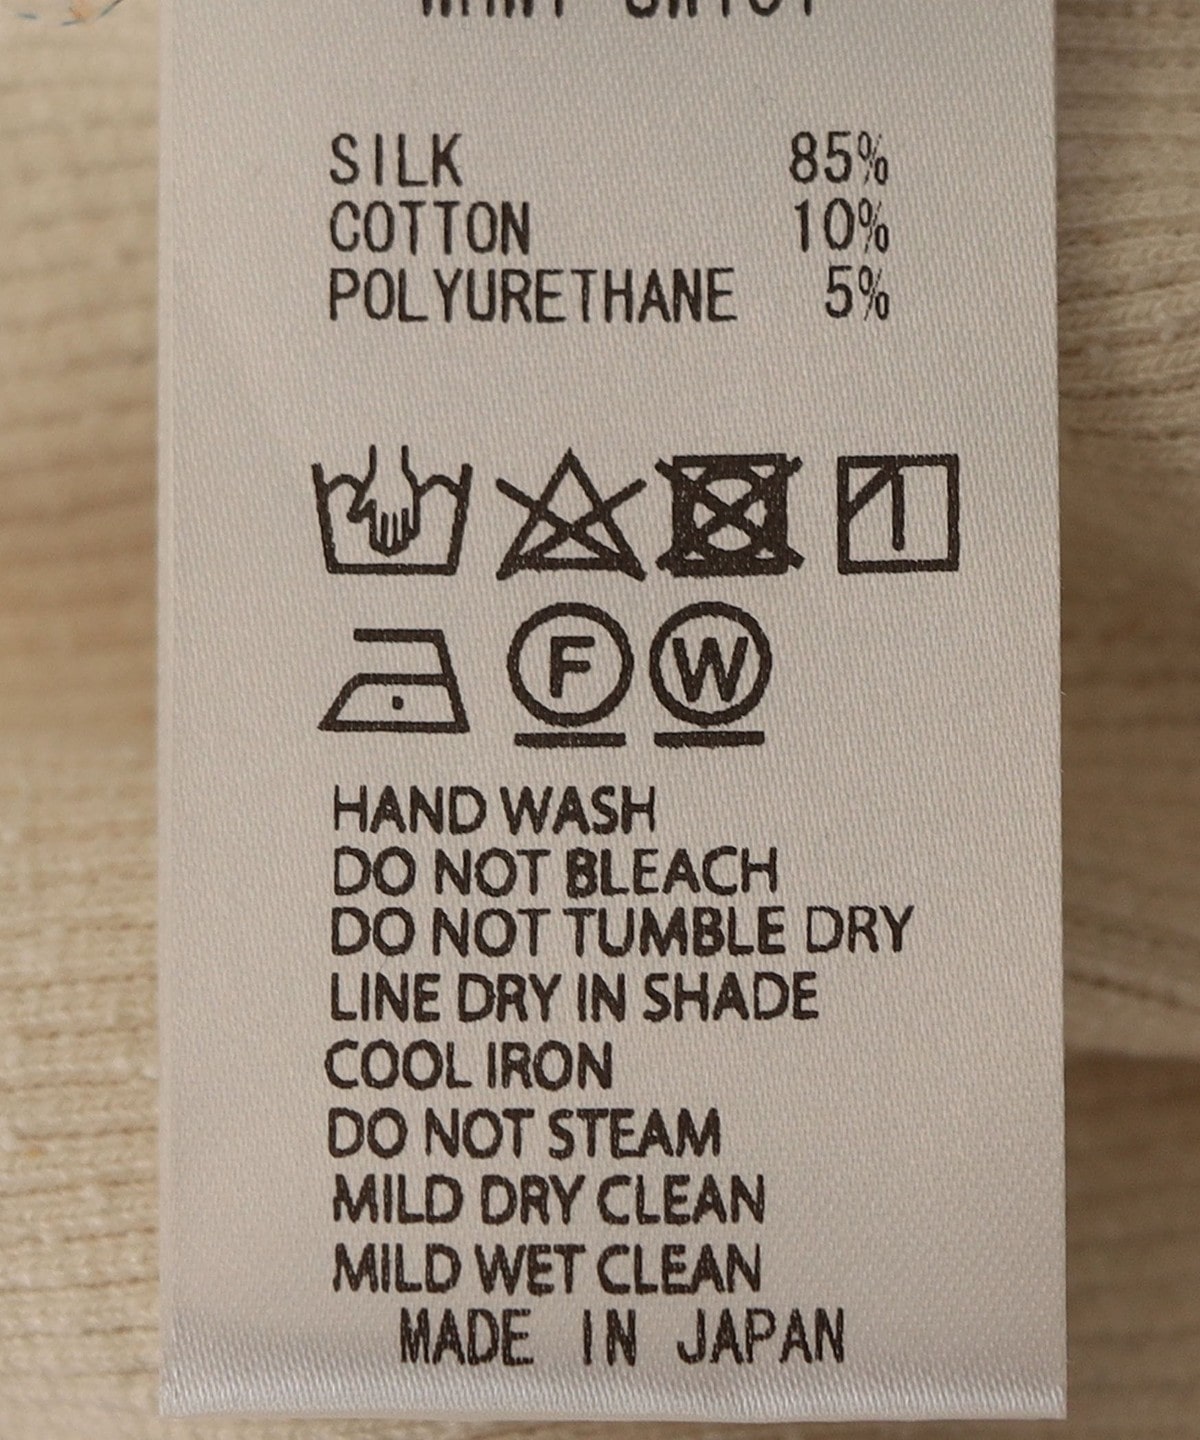 SILK 85%
COTTON 10%
POLYURETHANE 5%
F W
HAND WASH
DO NOT BLEACH
DO NOT TUMBLE DRY
LINE DRY IN SHADE
COOL IRON
DO NOT STEAM
MILD DRY CLEAN
MILD WET CLEAN
MADE IN JAPAN